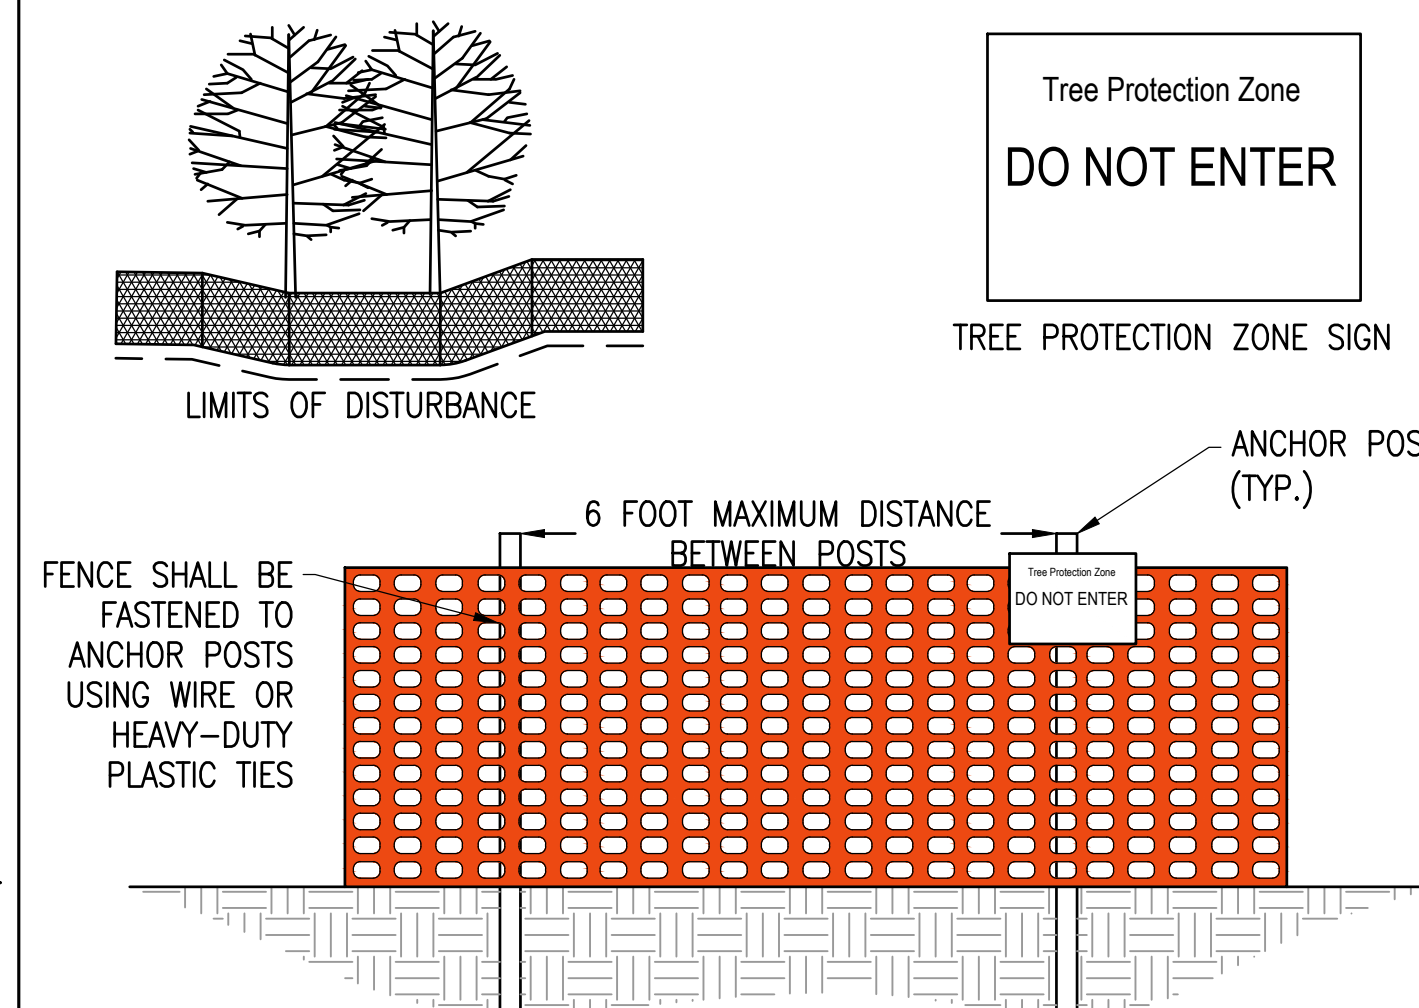 Tree Protection Zone
DO NOT ENTER
TREE PROTECTION ZONE SIGN
LIMITS OF DISTURBANCE
ANCHOR POS
(TYP.)
6 FOOT MAXIMUM DISTANCE
BETWEEN POSTS
FENCE SHALL BE
FASTENED TO
ANCHOR POSTS
USING WIRE OR
HEAVY-DUTY
PLASTIC TIES
Tree Protection Zone
DO NOT ENTER